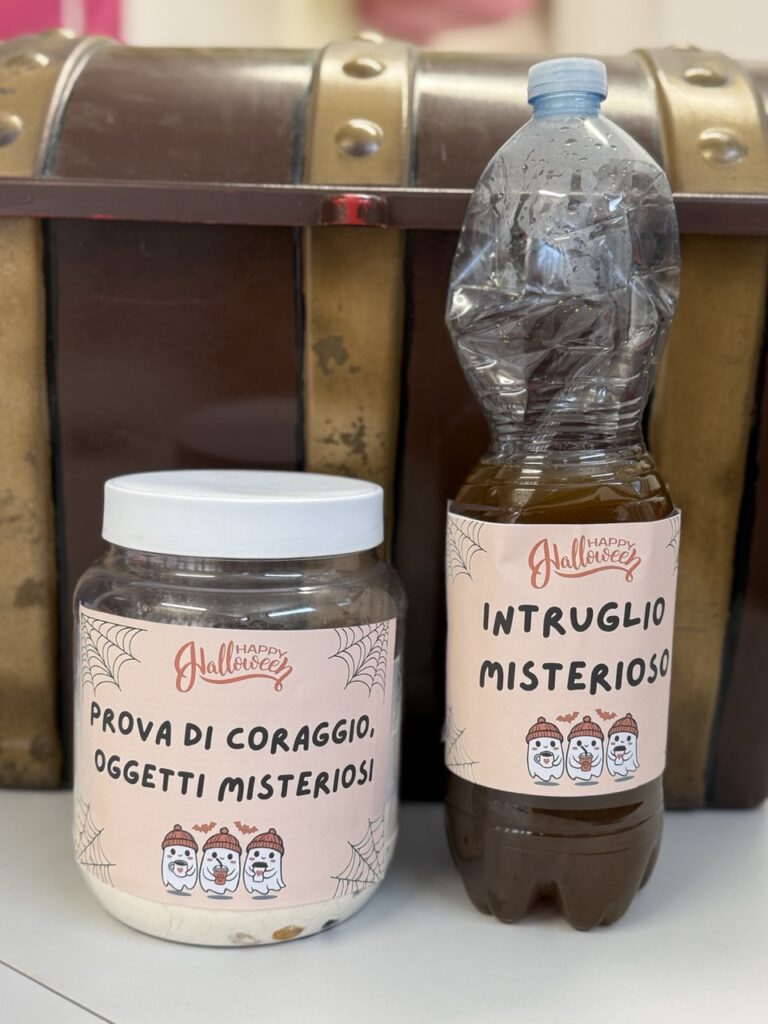 HAPPY
Halloween
PROVA DI CORAGGIO,
OGGETTI MISTERIOSI
HAPPY
Halloween
INTRUGLIO
MISTERIOSO